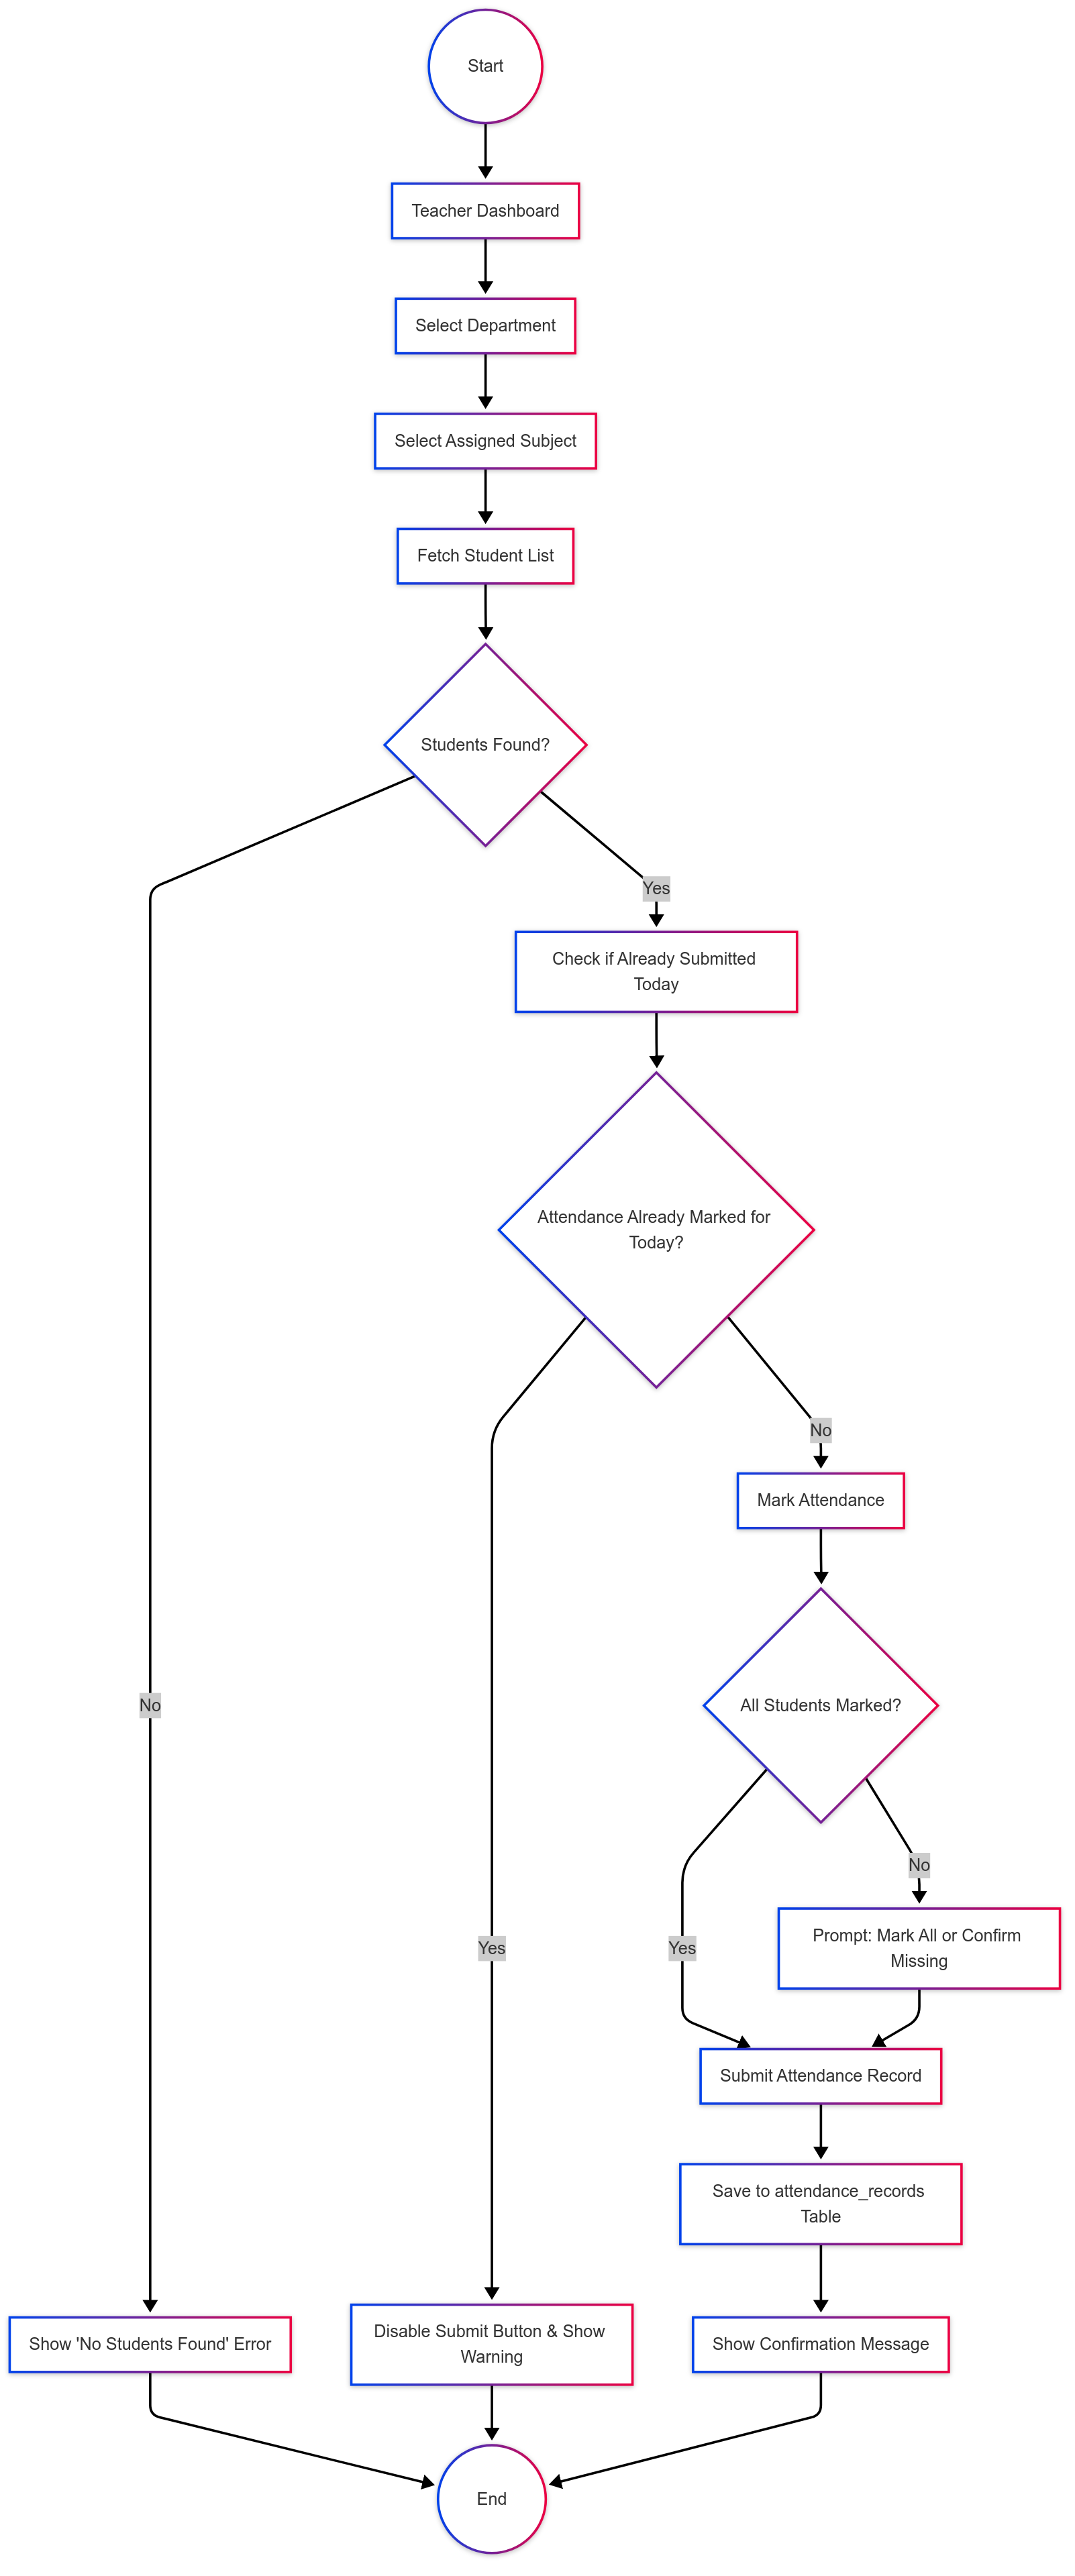 Start
Teacher Dashboard
Select Department
Select Assigned Subject
Fetch Student List
Students Found?
Yes
Check if Already Submitted
Today
Attendance Already Marked for
Today?
No
Mark Attendance
No
All Students Marked?
No
Yes
Yes
Prompt: Mark All or Confirm
Missing
Submit Attendance Record
Save to attendance_records
Table
Show 'No Students Found' Error
Disable Submit Button & Show
Warning
Show Confirmation Message
End